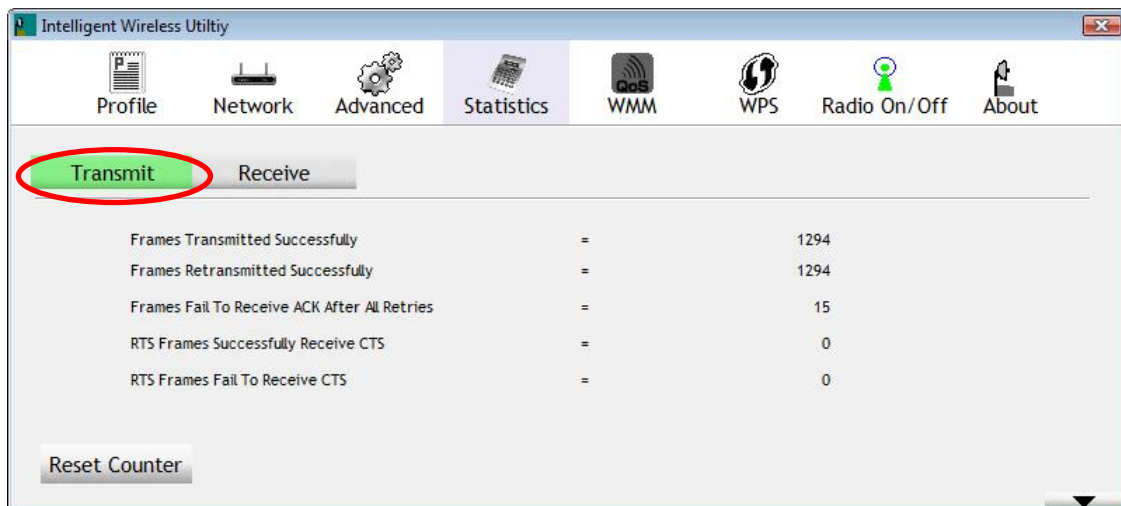 Intelligent Wireless Utiltiy
Profile Network Advanced Statistics QoS WMM WPS Radio On/Off About
Transmit Receive
Frames Transmitted Successfully = 1294
Frames Retransmitted Successfully = 1294
Frames Fail To Receive ACK After All Retries = 15
RTS Frames Successfully Receive CTS = 0
RTS Frames Fail To Receive CTS = 0
Reset Counter